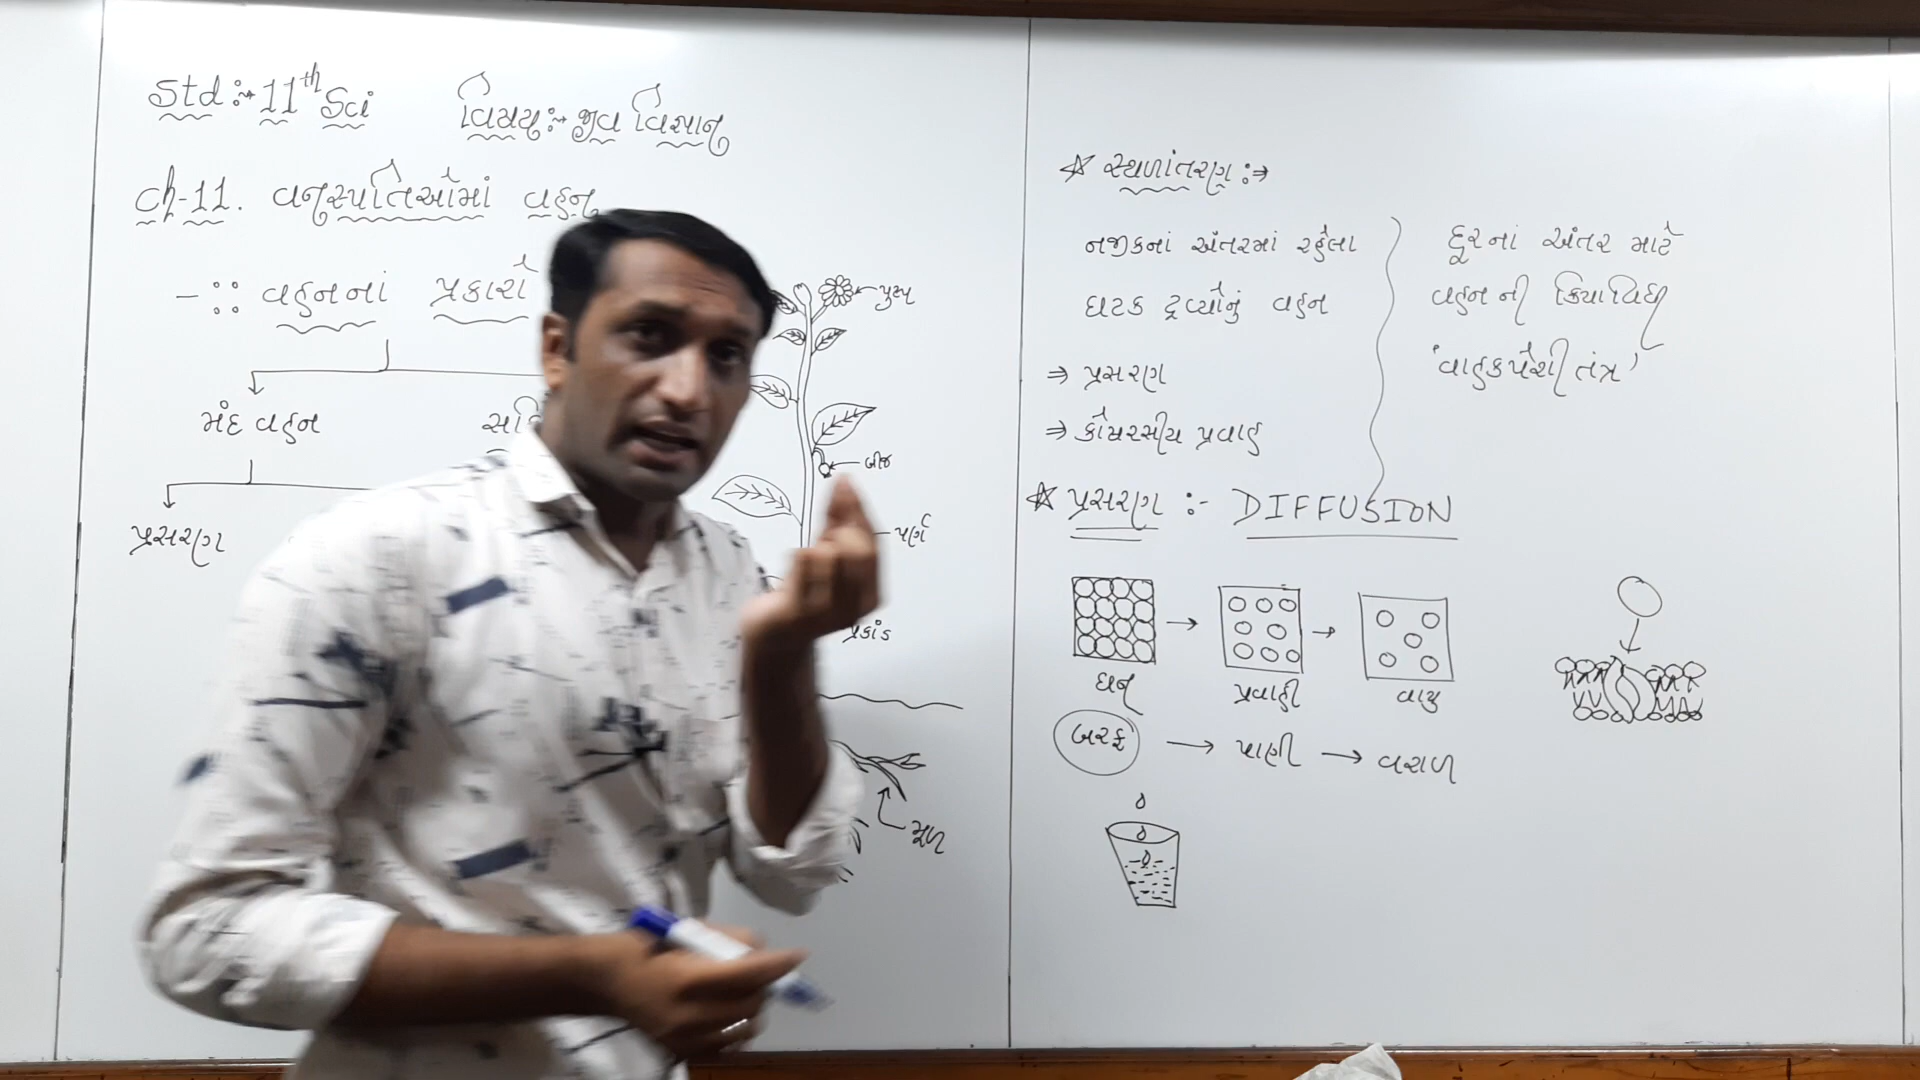 Std :→ 11th Sci
વિષય :→ જીવ વિજ્ઞાન
Ch-11. વનસ્પતિઓમાં વહન
- :: વહનનાં પ્રકારો
મંદ વહન
પ્રસરણ
પુષ્પ
બીજ
પર્ણ
પ્રકાંડ
મૂળ
☆ સ્થળાંતરણ :⇒
નજીકનાં અંતરમાં રહેલા
ઘટક દ્રવ્યોનું વહન
⇒ પ્રસરણ
⇒ કોષરસીય પ્રવાહ
દૂરનાં અંતર માટે
વહન ની ક્રિયાવિધી
'વાહકપેશી તંત્ર'
☆ પ્રસરણ :- DIFFUSION
ઘન → પ્રવાહી → વાયુ
બરફ → પાણી → વરાળ